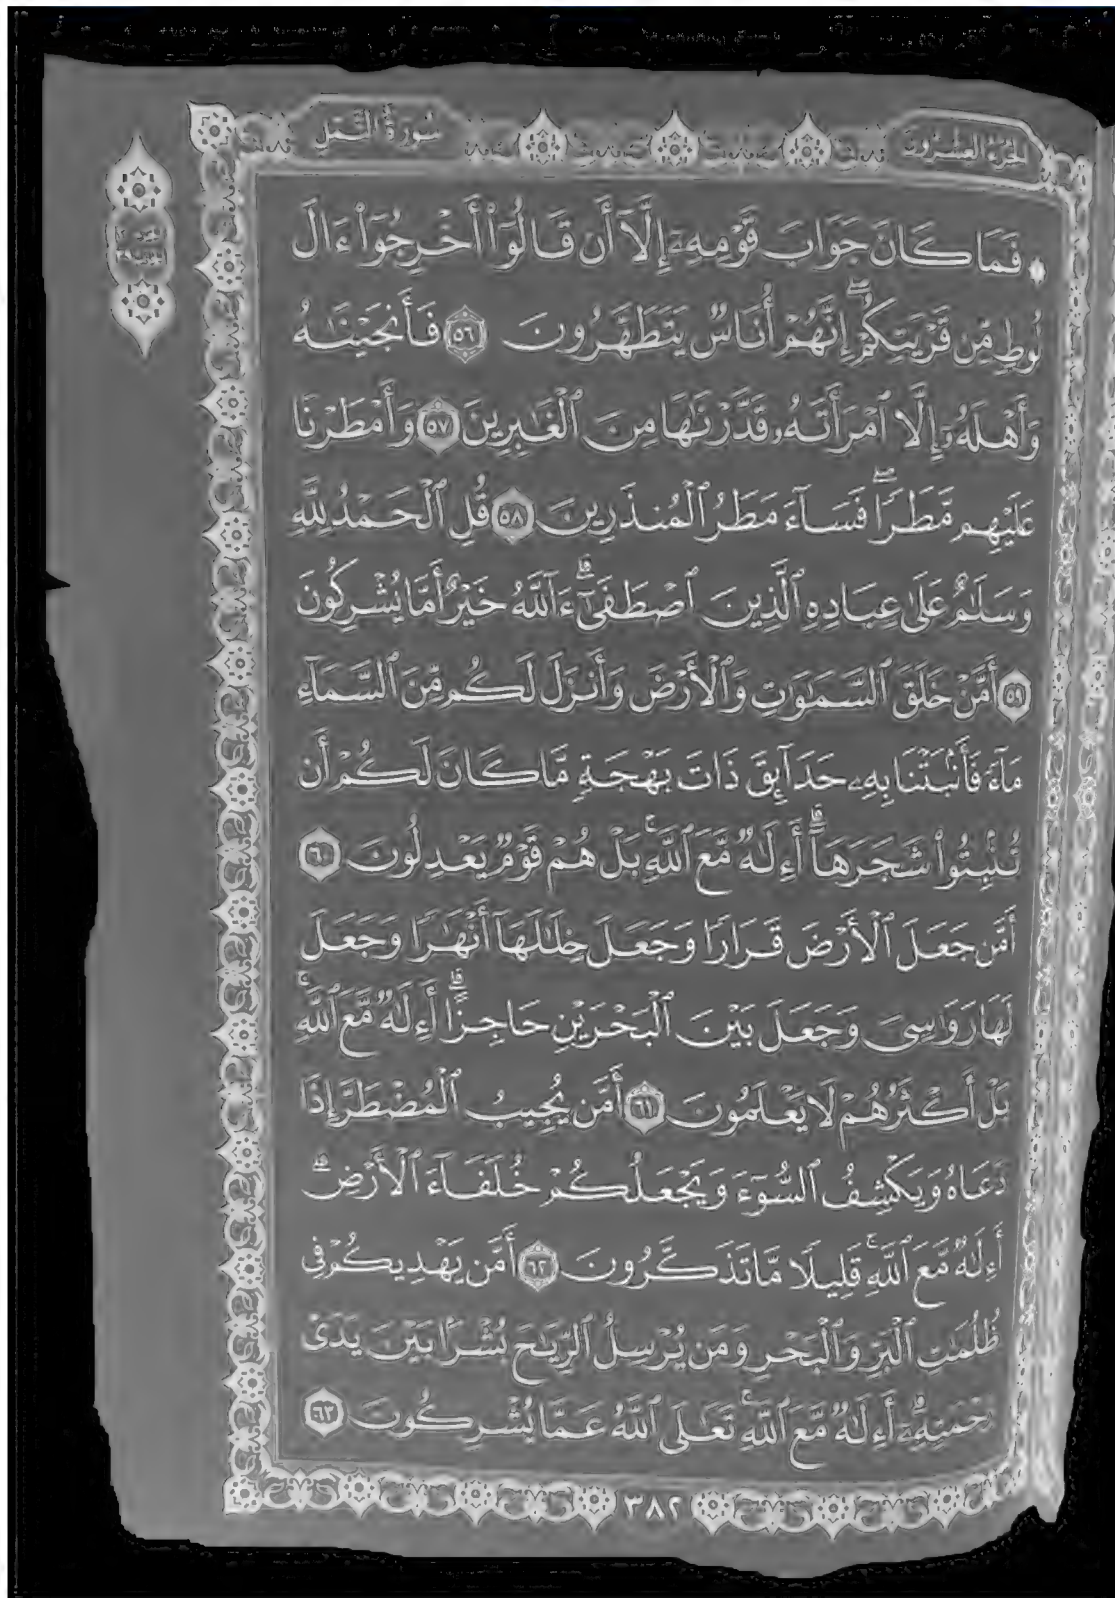 الجزء العشرون
سورة النمل
۞ فَمَا كَانَ جَوَابَ قَوْمِهِۦٓ إِلَّآ أَن قَالُوٓا۟ أَخْرِجُوٓا۟ ءَالَ
لُوطٍ مِّن قَرْيَتِكُمْ ۖ إِنَّهُمْ أُنَاسٌ يَتَطَهَّرُونَ ٥٦ فَأَنجَيْنَٰهُ
وَأَهْلَهُۥٓ إِلَّا ٱمْرَأَتَهُۥ قَدَّرْنَٰهَا مِنَ ٱلْغَٰبِرِينَ ٥٧ وَأَمْطَرْنَا
عَلَيْهِم مَّطَرًا ۖ فَسَآءَ مَطَرُ ٱلْمُنذَرِينَ ٥٨ قُلِ ٱلْحَمْدُ لِلَّهِ
وَسَلَٰمٌ عَلَىٰ عِبَادِهِ ٱلَّذِينَ ٱصْطَفَىٰٓ ۗ ءَآللَّهُ خَيْرٌ أَمَّا يُشْرِكُونَ
٥٩ أَمَّنْ خَلَقَ ٱلسَّمَٰوَٰتِ وَٱلْأَرْضَ وَأَنزَلَ لَكُم مِّنَ ٱلسَّمَآءِ
مَآءً فَأَنۢبَتْنَا بِهِۦ حَدَآئِقَ ذَاتَ بَهْجَةٍ مَّا كَانَ لَكُمْ أَن
تُنۢبِتُوا۟ شَجَرَهَآ ۗ أَءِلَٰهٌ مَّعَ ٱللَّهِ ۚ بَلْ هُمْ قَوْمٌ يَعْدِلُونَ ٦٠
أَمَّن جَعَلَ ٱلْأَرْضَ قَرَارًا وَجَعَلَ خِلَٰلَهَآ أَنْهَٰرًا وَجَعَلَ
لَهَا رَوَٰسِىَ وَجَعَلَ بَيْنَ ٱلْبَحْرَيْنِ حَاجِزًا ۗ أَءِلَٰهٌ مَّعَ ٱللَّهِ ۚ
بَلْ أَكْثَرُهُمْ لَا يَعْلَمُونَ ٦١ أَمَّن يُجِيبُ ٱلْمُضْطَرَّ إِذَا
دَعَاهُ وَيَكْشِفُ ٱلسُّوٓءَ وَيَجْعَلُكُمْ خُلَفَآءَ ٱلْأَرْضِ ۗ
أَءِلَٰهٌ مَّعَ ٱللَّهِ ۚ قَلِيلًا مَّا تَذَكَّرُونَ ٦٢ أَمَّن يَهْدِيكُمْ فِى
ظُلُمَٰتِ ٱلْبَرِّ وَٱلْبَحْرِ وَمَن يُرْسِلُ ٱلرِّيَٰحَ بُشْرًۢا بَيْنَ يَدَىْ
رَحْمَتِهِۦٓ ۗ أَءِلَٰهٌ مَّعَ ٱللَّهِ ۚ تَعَٰلَى ٱللَّهُ عَمَّا يُشْرِكُونَ ٦٣
٣٨٢